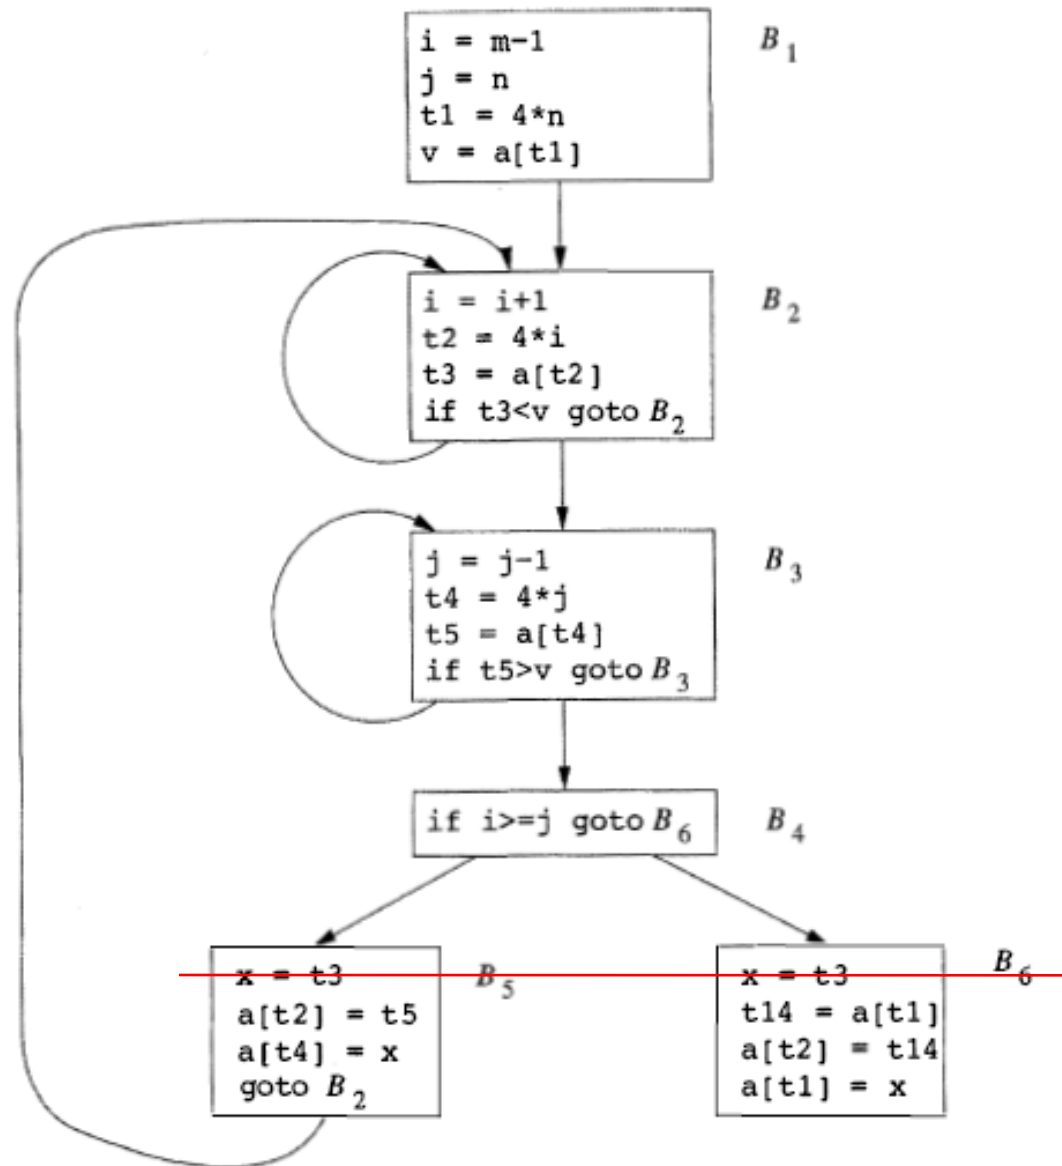 i = m-1
j = n
t1 = 4*n
v = a[t1]
B1
i = i+1
t2 = 4*i
t3 = a[t2]
if t3<v goto B2
B2
j = j-1
t4 = 4*j
t5 = a[t4]
if t5>v goto B3
B3
if i>=j goto B6
B4
x = t3
a[t2] = t5
a[t4] = x
goto B2
B5
x = t3
t14 = a[t1]
a[t2] = t14
a[t1] = x
B6